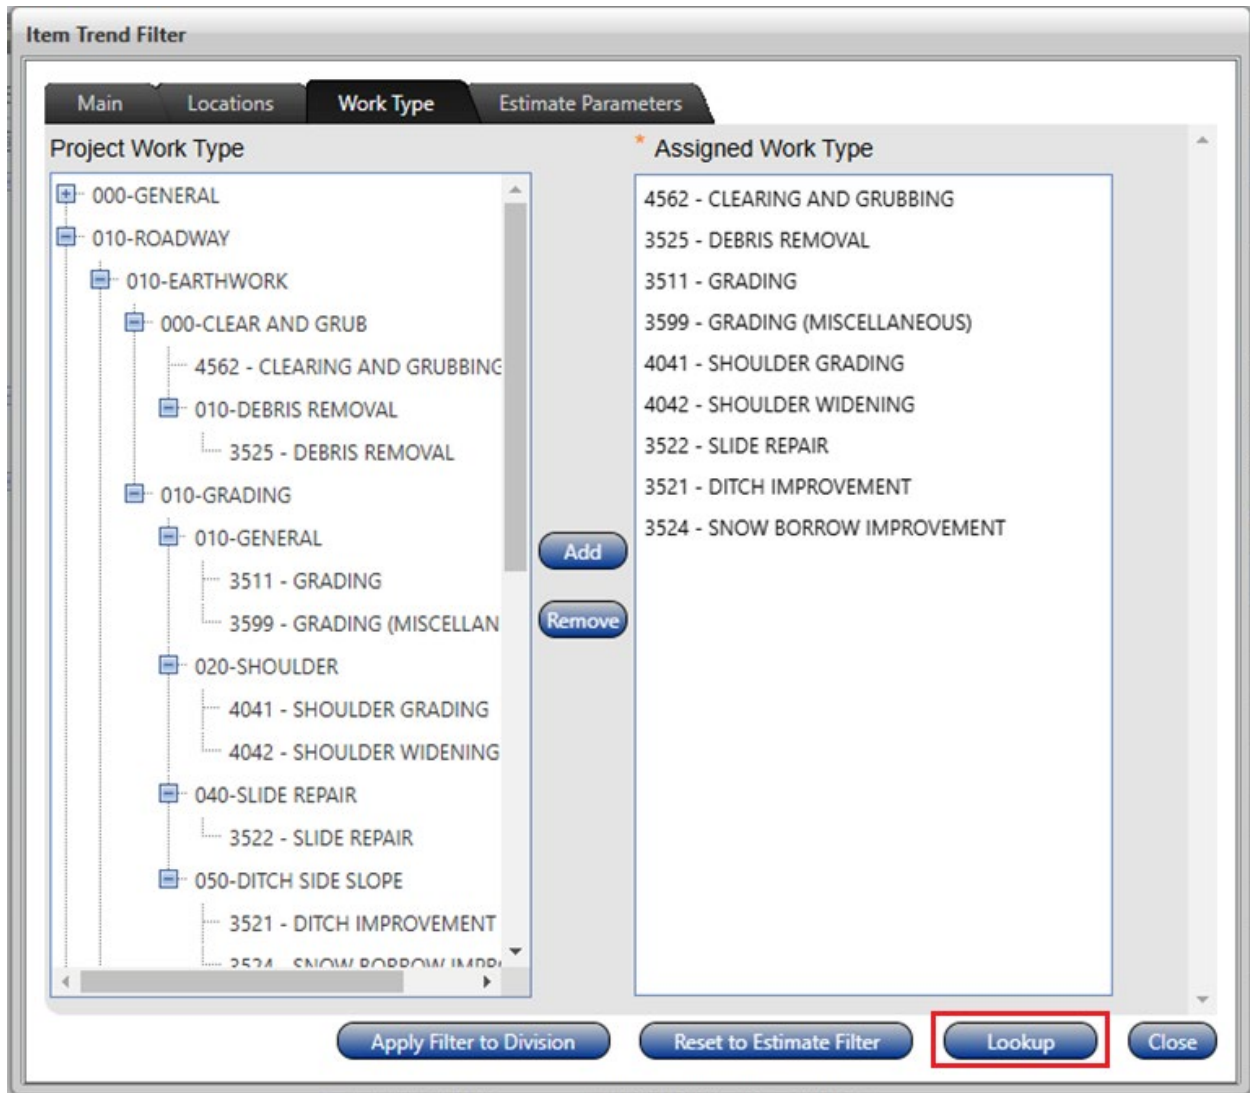 Item Trend Filter
Main Locations Work Type Estimate Parameters
Project Work Type
000-GENERAL
010-ROADWAY
010-EARTHWORK
000-CLEAR AND GRUB
4562 - CLEARING AND GRUBBING
010-DEBRIS REMOVAL
3525 - DEBRIS REMOVAL
010-GRADING
010-GENERAL
3511 - GRADING
3599 - GRADING (MISCELLAN
020-SHOULDER
4041 - SHOULDER GRADING
4042 - SHOULDER WIDENING
040-SLIDE REPAIR
3522 - SLIDE REPAIR
050-DITCH SIDE SLOPE
3521 - DITCH IMPROVEMENT
3524 - SNOW BORROW IMPR
Add
Remove
* Assigned Work Type
4562 - CLEARING AND GRUBBING
3525 - DEBRIS REMOVAL
3511 - GRADING
3599 - GRADING (MISCELLANEOUS)
4041 - SHOULDER GRADING
4042 - SHOULDER WIDENING
3522 - SLIDE REPAIR
3521 - DITCH IMPROVEMENT
3524 - SNOW BORROW IMPROVEMENT
Apply Filter to Division Reset to Estimate Filter Lookup Close